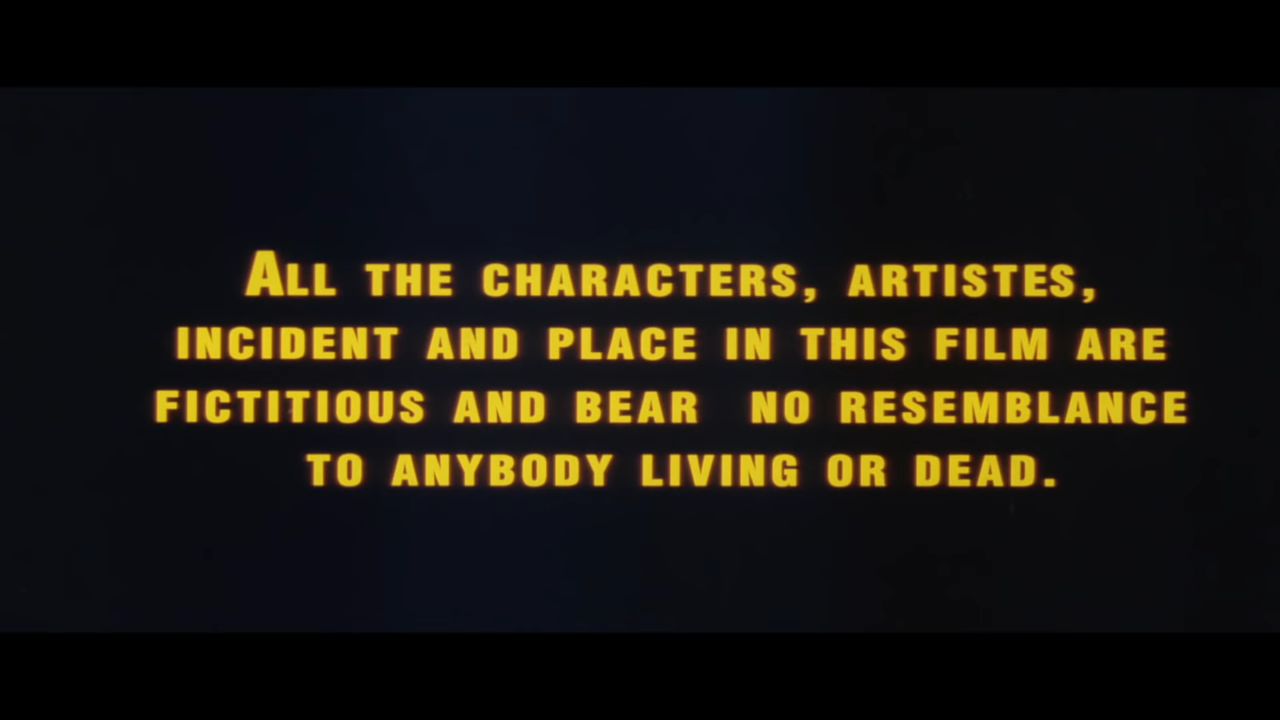 All the characters, artistes,
incident and place in this film are
fictitious and bear  no resemblance
to anybody living or dead.